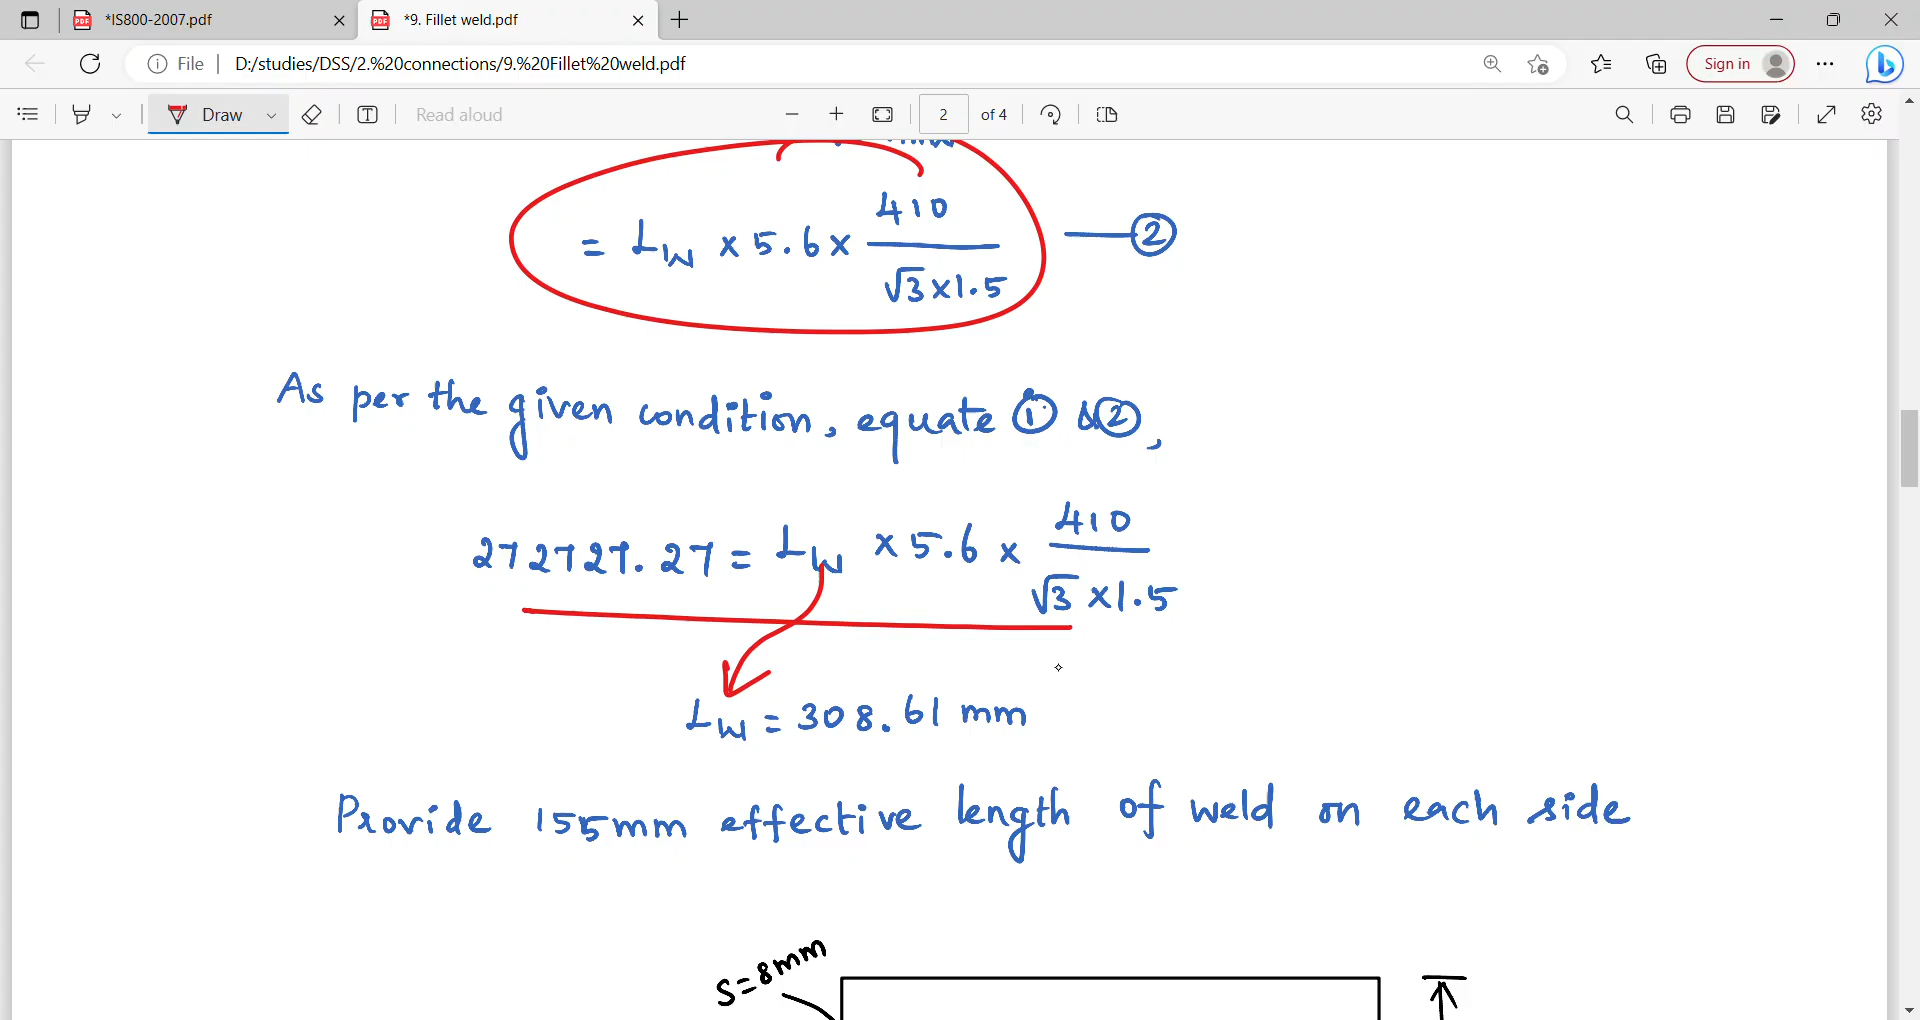 *IS800-2007.pdf
*9. Fillet weld.pdf
File
D:/studies/DSS/2.%20connections/9.%20Fillet%20weld.pdf
Sign in
Draw
Read aloud
2 of 4
= Lw x 5.6 x 410 / √3 x 1.5 —— ②
As per the given condition, equate ① & ②,
272727.27 = Lw x 5.6 x 410 / √3 x 1.5
Lw = 308.61 mm
Provide 155mm effective length of weld on each side
S=8mm